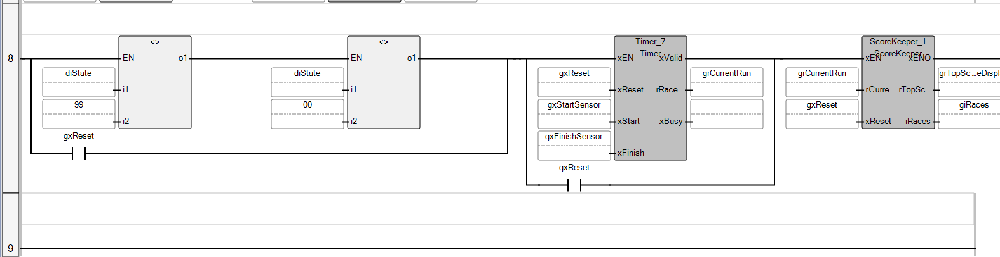 8
<>
EN
o1
diState
i1
99
i2
gxReset
<>
EN
o1
diState
i1
00
i2
Timer_7
Timer
xEN
xValid
gxReset
xReset
rRace...
grCurrentRun
gxStartSensor
xStart
xBusy
gxFinishSensor
xFinish
gxReset
ScoreKeeper_1
ScoreKeeper
xEN
xENO
grCurrentRun
rCurre...
rTopSc...
grTopSc...eDispl
gxReset
xReset
iRaces
giRaces
9